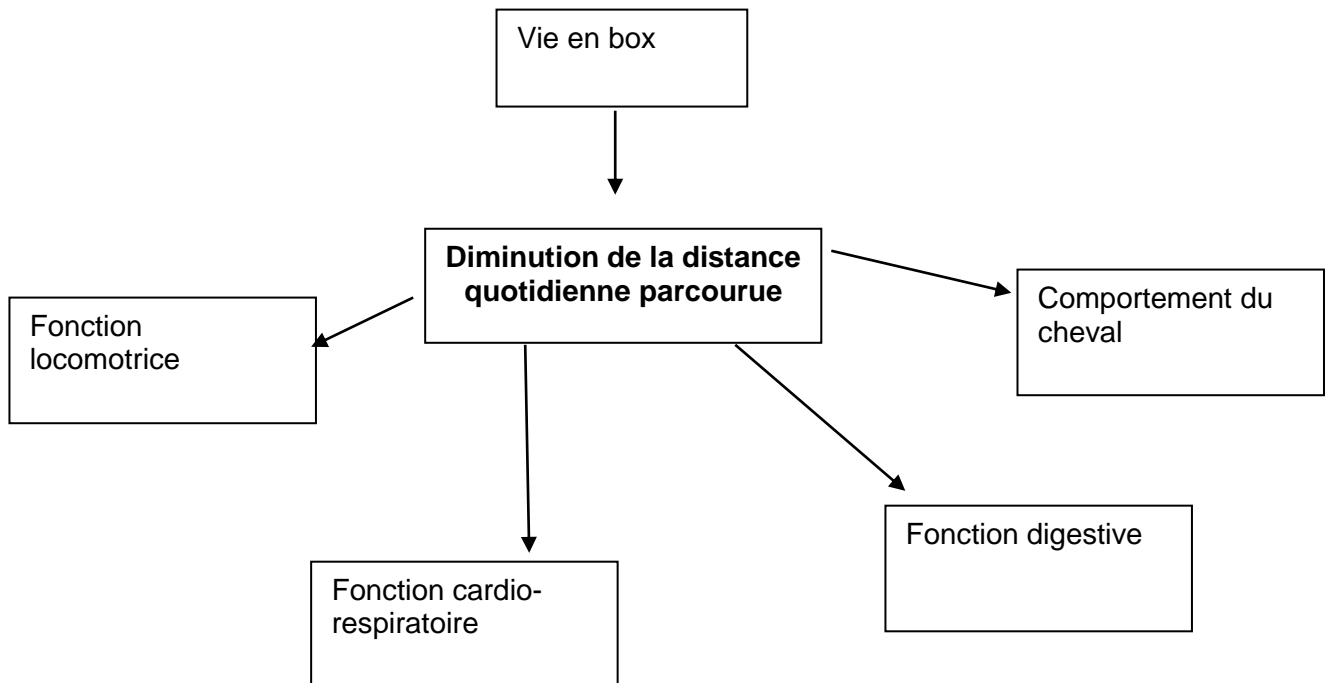 Vie en box
Diminution de la distance
quotidienne parcourue
Comportement du
cheval
Fonction
locomotrice
Fonction digestive
Fonction cardio-
respiratoire